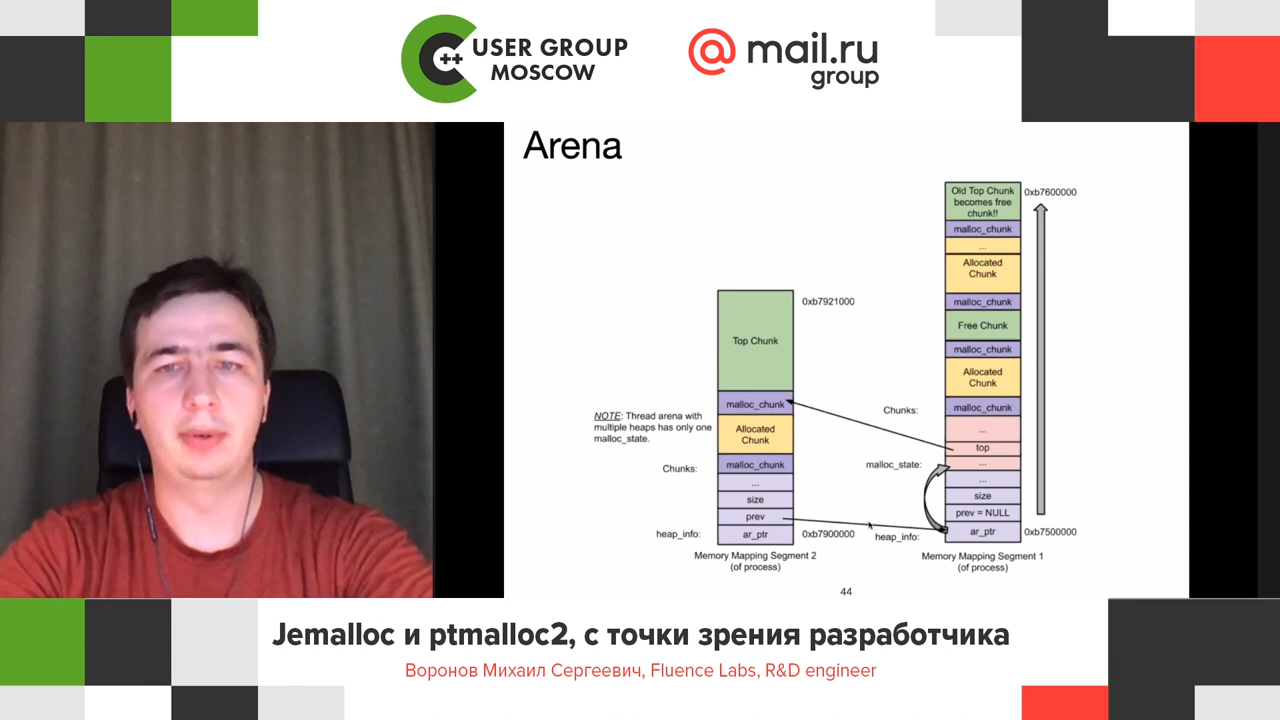 C++ USER GROUP
MOSCOW
@mail.ru
group
Arena
0xb7921000
Top Chunk
malloc_chunk
NOTE: Thread arena with
multiple heaps has only one
malloc_state.
Allocated
Chunk
Chunks:
malloc_chunk
...
size
prev
heap_info:
ar_ptr
0xb7900000
Memory Mapping Segment 2
(of process)
Old Top Chunk
becomes free
chunk!!
0xb7600000
malloc_chunk
...
Allocated
Chunk
malloc_chunk
Free Chunk
malloc_chunk
Allocated
Chunk
Chunks:
malloc_chunk
...
top
malloc_state:
...
...
size
prev = NULL
heap_info:
ar_ptr
0xb7500000
Memory Mapping Segment 1
(of process)
44
Jemalloc и ptmalloc2, с точки зрения разработчика
Воронов Михаил Сергеевич, Fluence Labs, R&D engineer